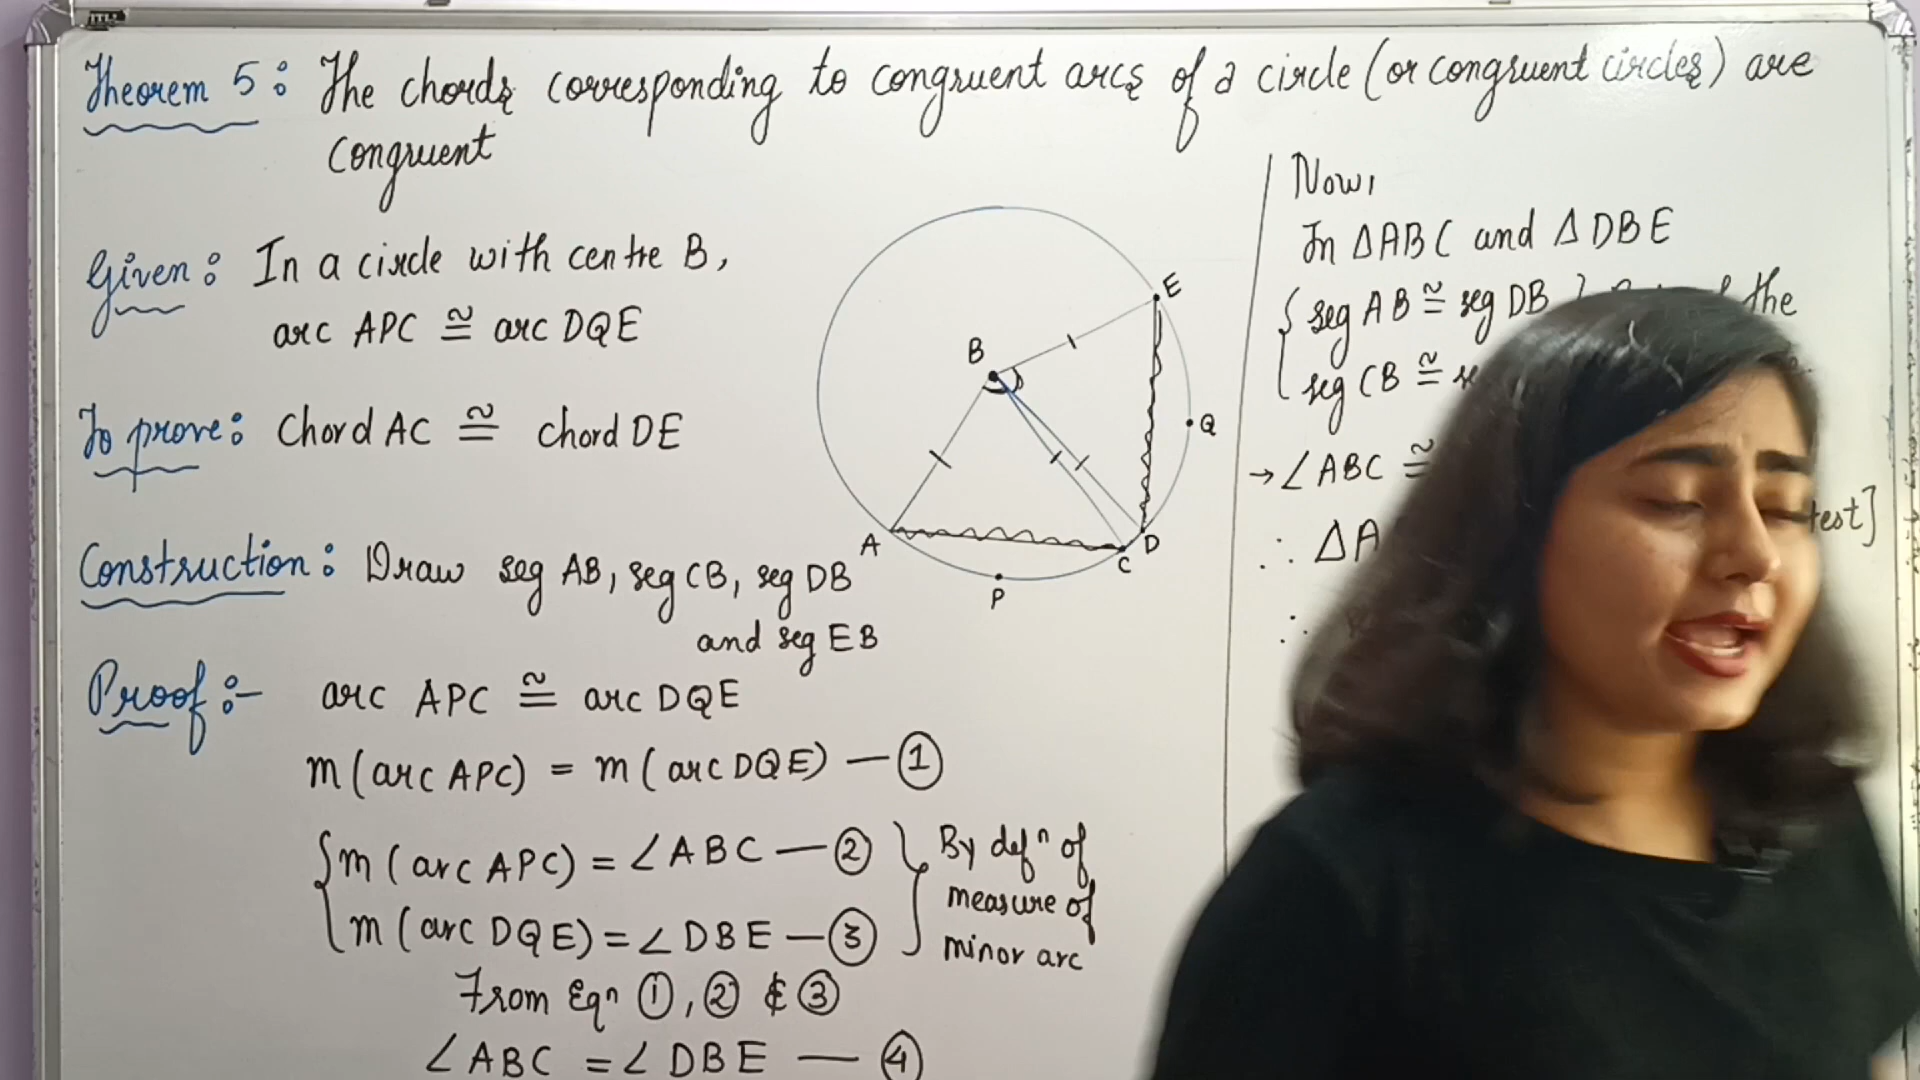 Theorem 5: The chords corresponding to congruent arcs of a circle (or congruent circles) are
congruent
Given: In a circle with centre B,
arc APC ≅ arc DQE
To prove: Chord AC ≅ chord DE
Construction: Draw seg AB, seg CB, seg DB
and seg EB
Proof :- arc APC ≅ arc DQE
m(arc APC) = m(arc DQE) — ①
m(arc APC) = ∠ABC — ②
m(arc DQE) = ∠DBE — ③
By defⁿ of
measure of
minor arc
From Eqⁿ ①, ② & ③
∠ABC = ∠DBE — ④
E
B
Q
A
D
C
P
Now,
In ΔABC and ΔDBE
seg AB ≅ seg DB } the
seg CB ≅
→ ∠ABC ≅
test]
∴ ΔA
∴